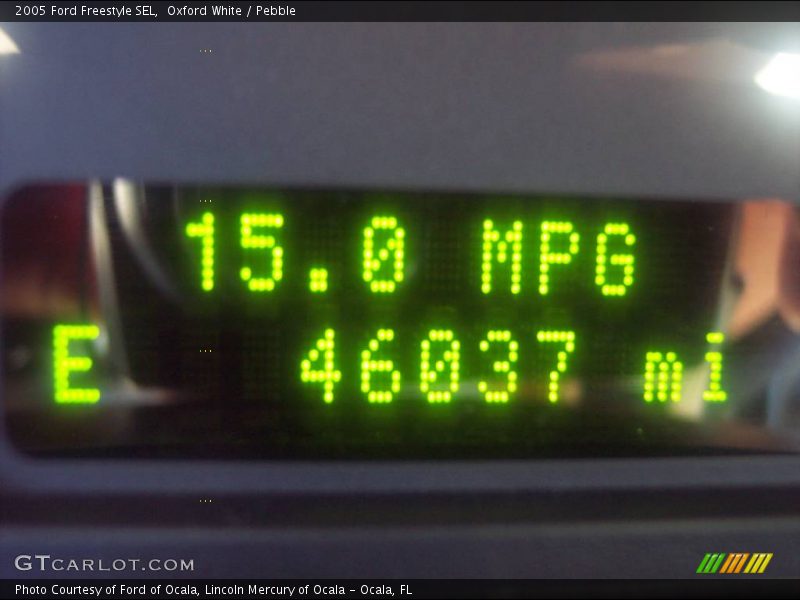 2005 Ford Freestyle SEL,  Oxford White / Pebble
15.0 MPG
E 46037 mi
GTCARLOT.COM
Photo Courtesy of Ford of Ocala, Lincoln Mercury of Ocala - Ocala, FL